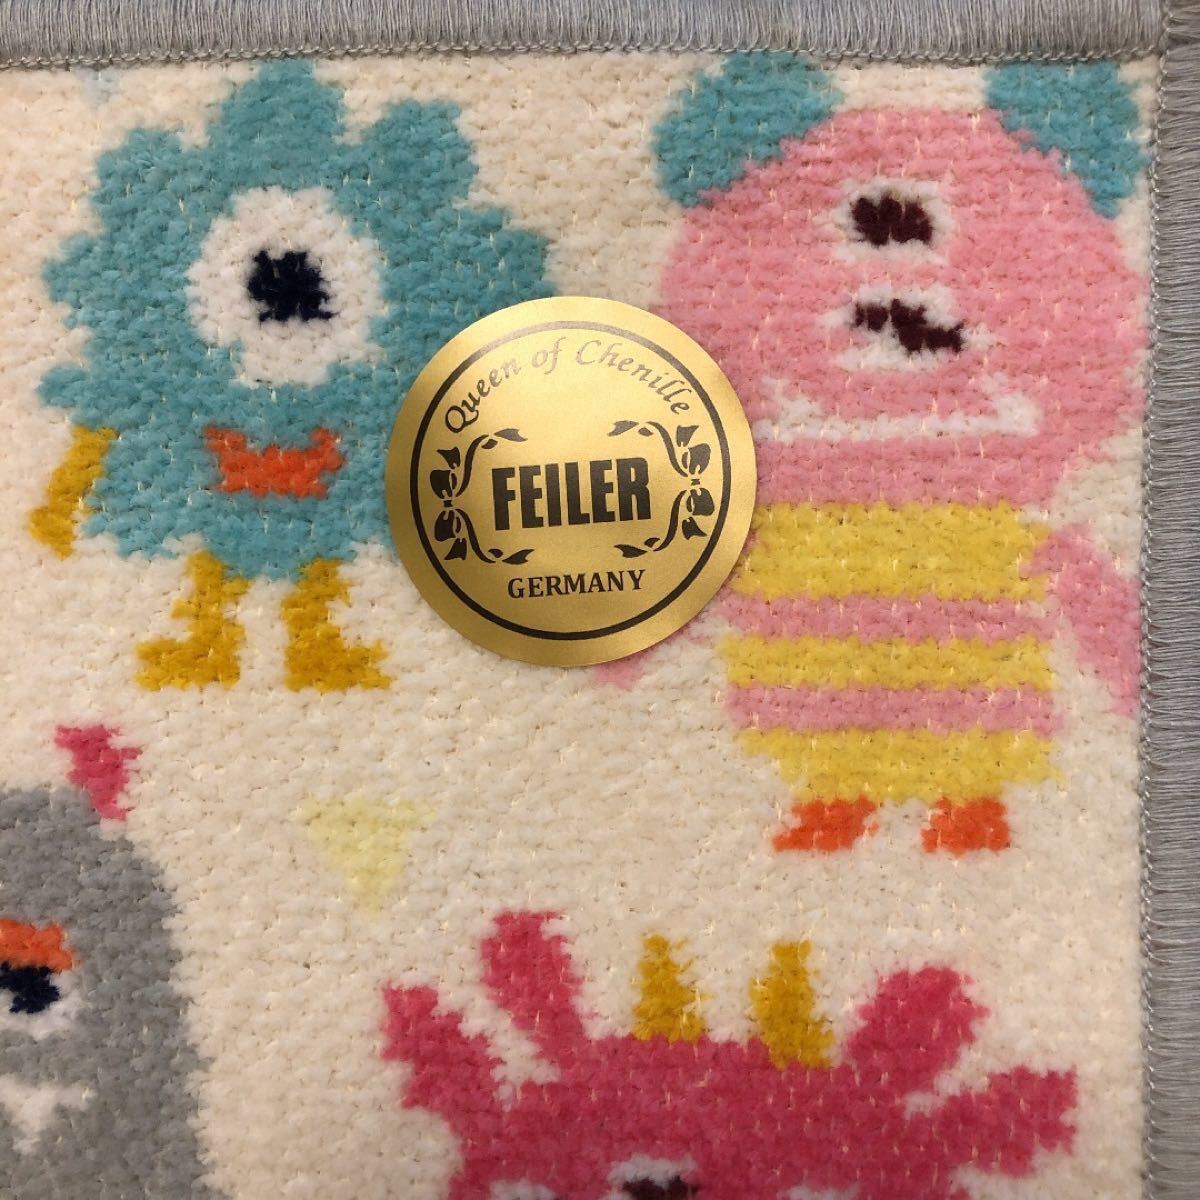 Queen of Chenille
FEILER
GERMANY